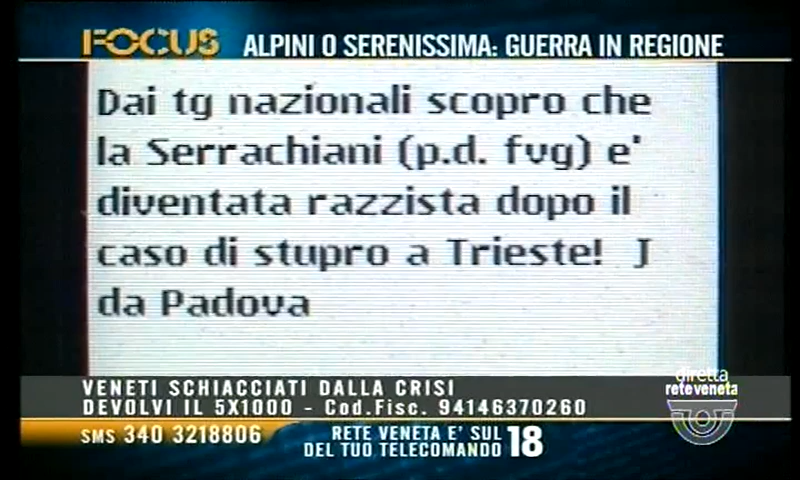 FOCUS ALPINI O SERENISSIMA: GUERRA IN REGIONE
Dai tg nazionali scopro che
la Serrachiani (p.d. fvg) e'
diventata razzista dopo il
caso di stupro a Trieste! J
da Padova
diretta
reteveneta
VENETI SCHIACCIATI DALLA CRISI
DEVOLVI IL 5X1000 - Cod.Fisc. 94146370260
SMS 340 3218806
RETE VENETA E' SUL
DEL TUO TELECOMANDO 18